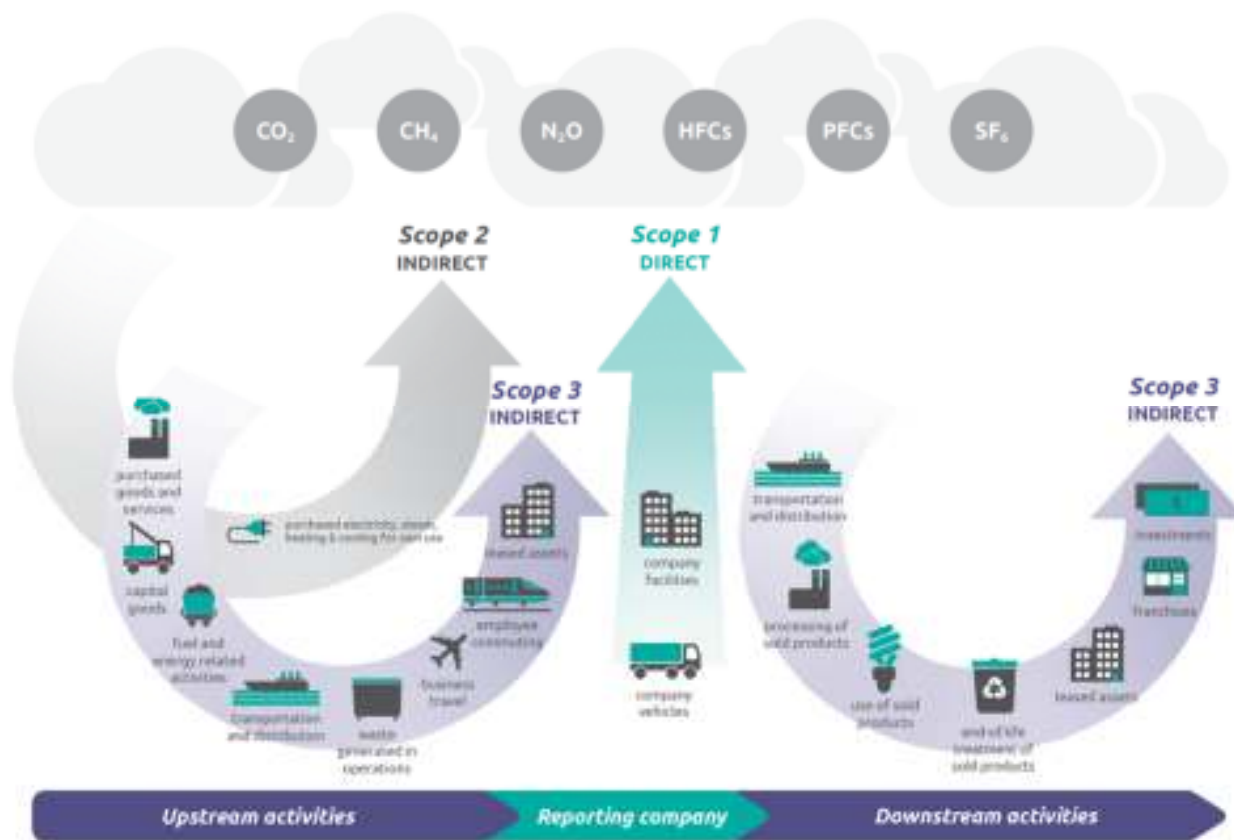 CO₂
CH₄
N₂O
HFCs
PFCs
SF₆
Scope 2
INDIRECT
Scope 1
DIRECT
Scope 3
INDIRECT
Scope 3
INDIRECT
purchased
goods and
services
capital
goods
fuel and
energy related
activities
transportation
and distribution
waste
generated in
operations
business
travel
employee
commuting
leased assets
purchased electricity, steam,
heating & cooling for own use
company
facilities
company
vehicles
transportation
and distribution
processing of
sold products
use of sold
products
end-of-life
treatment of
sold products
leased assets
franchises
investments
Upstream activities
Reporting company
Downstream activities